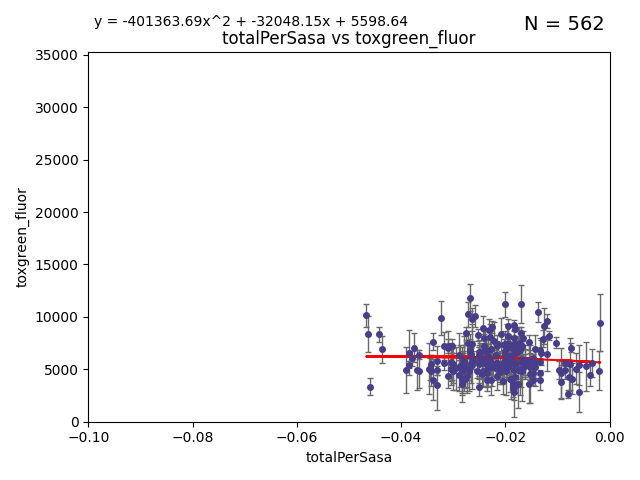 y = -401363.69x^2 + -32048.15x + 5598.64
N = 562
totalPerSasa vs toxgreen_fluor
35000
30000
25000
20000
15000
10000
5000
0
toxgreen_fluor
−0.10
−0.08
−0.06
−0.04
−0.02
0.00
totalPerSasa